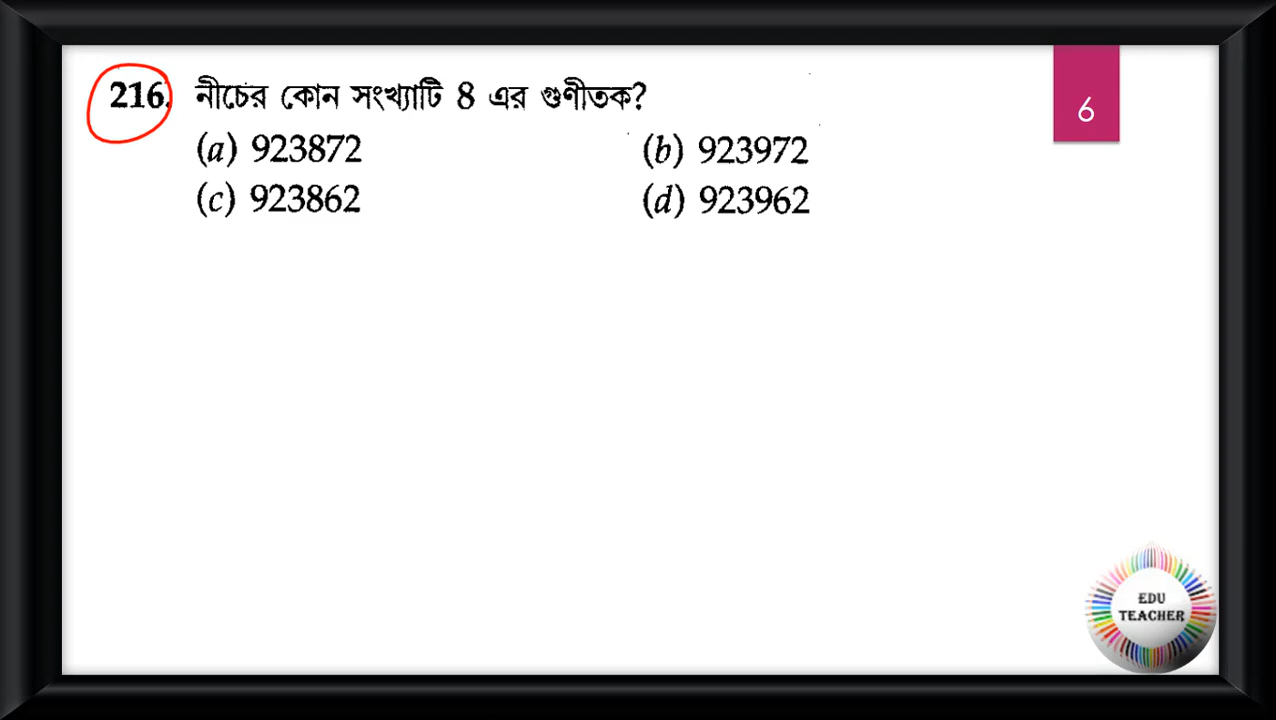 216. নীচের কোন সংখ্যাটি 8 এর গুণীতক?
(a) 923872 (b) 923972
(c) 923862 (d) 923962
6
EDU
TEACHER